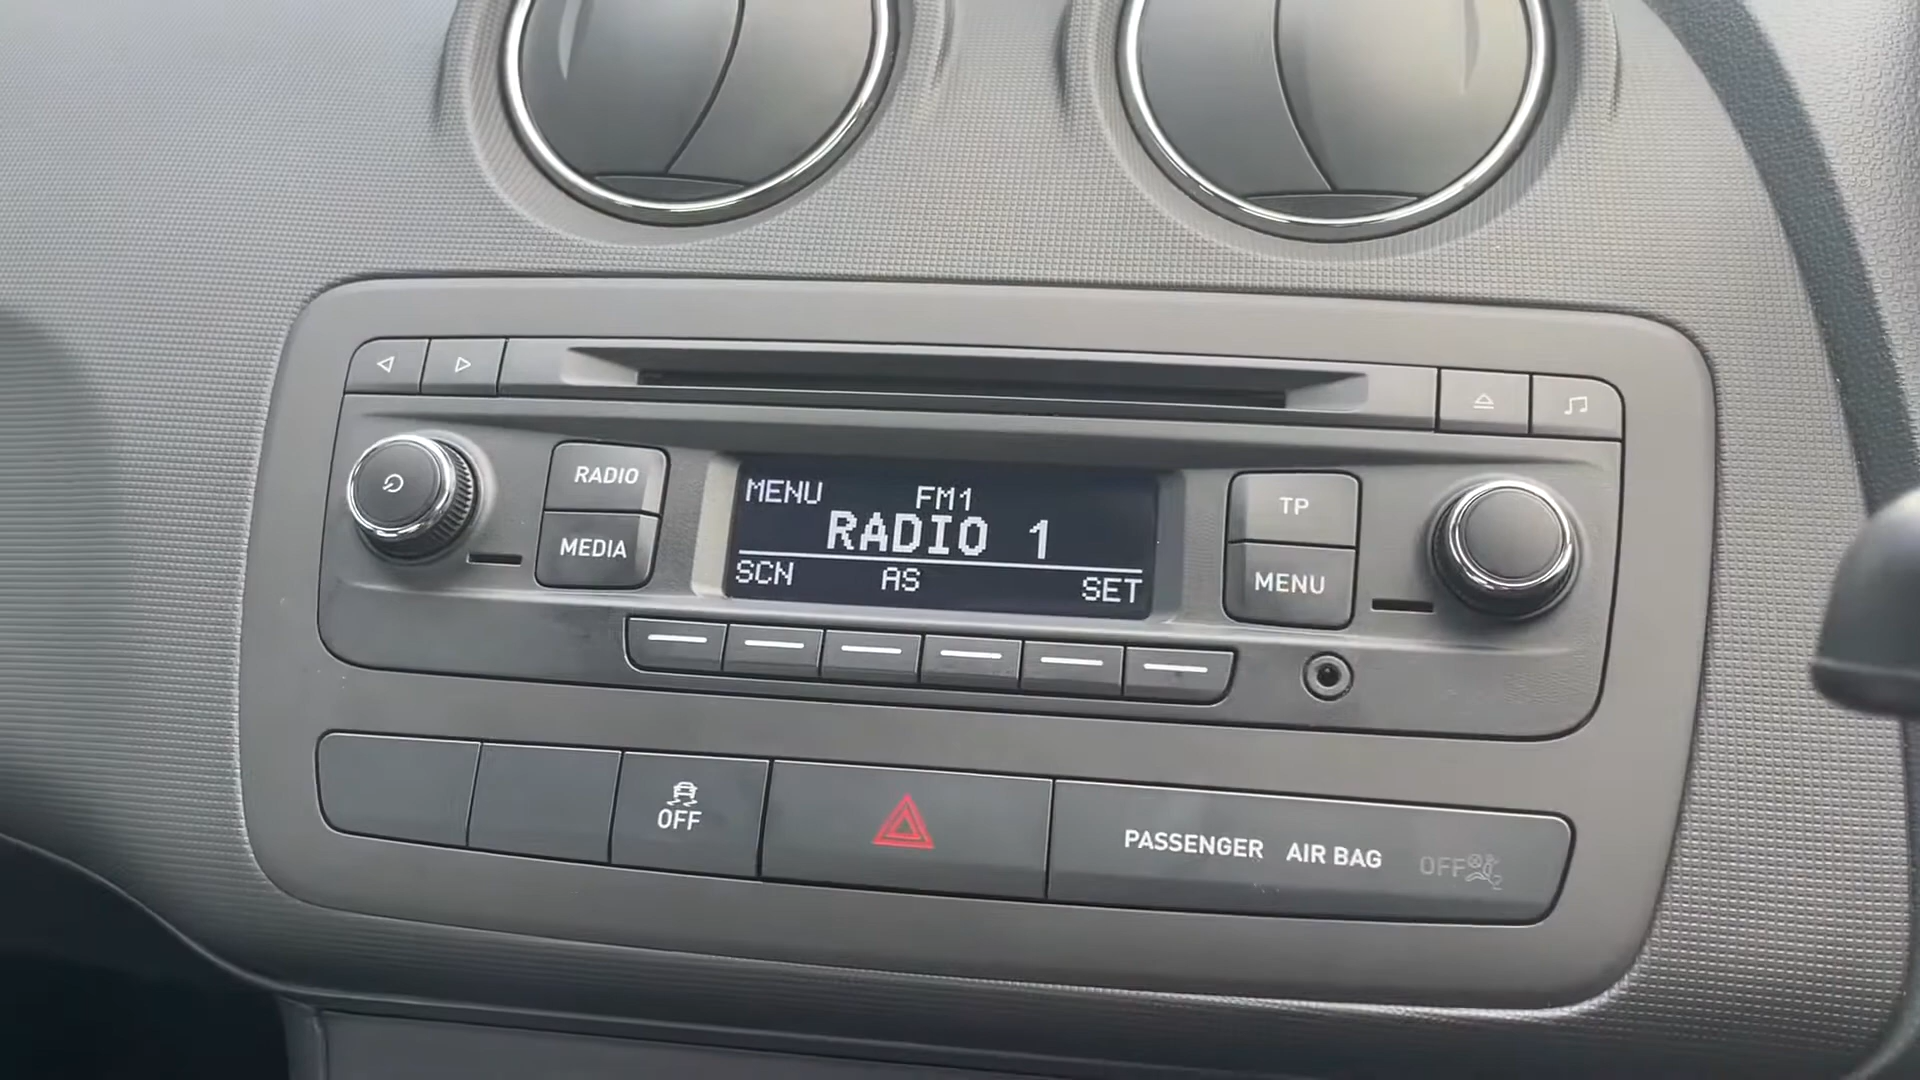 RADIO
MEDIA
MENU FM1
RADIO 1
SCN AS SET
TP
MENU
OFF
PASSENGER AIR BAG OFF